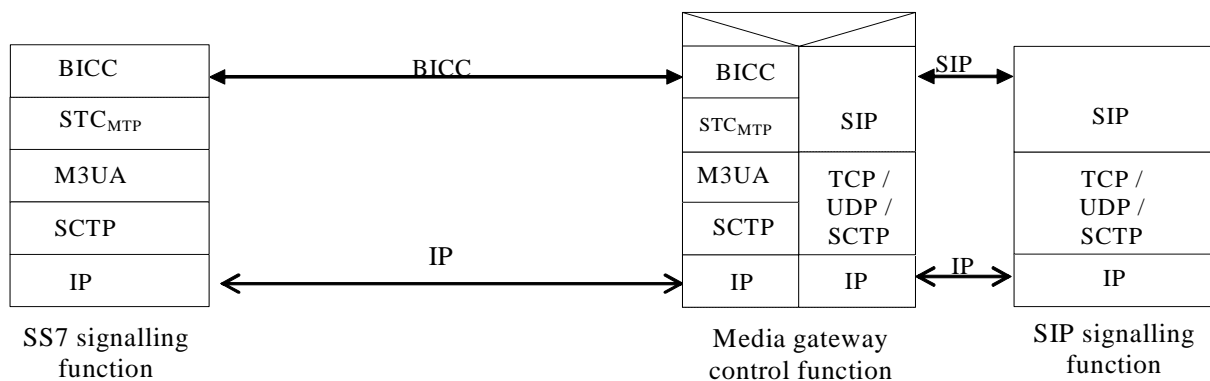 BICC
STC_MTP
M3UA
SCTP
IP
SS7 signalling
function
BICC
IP
BICC
STC_MTP
M3UA
SCTP
IP
SIP
TCP /
UDP /
SCTP
IP
Media gateway
control function
SIP
IP
SIP
TCP /
UDP /
SCTP
IP
SIP signalling
function